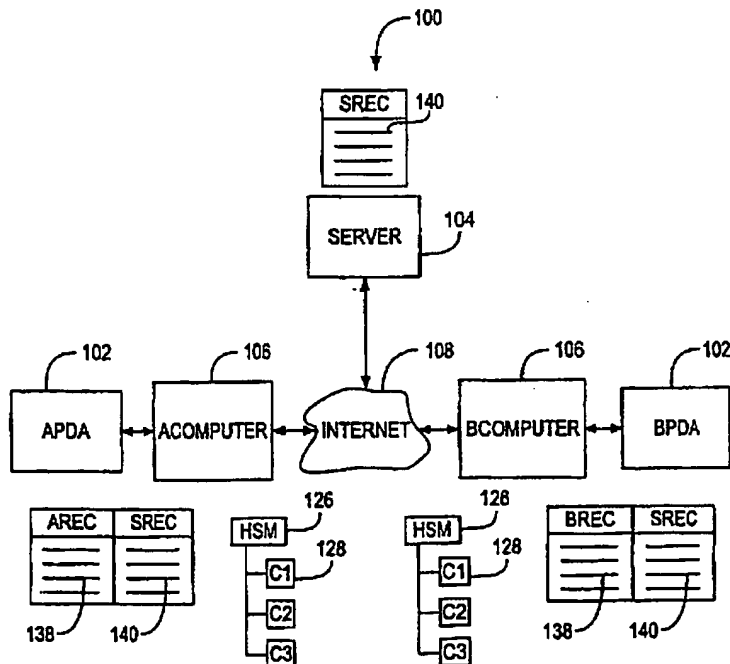 100
SREC
140
SERVER
104
102
106
108
106
102
APDA
ACOMPUTER
INTERNET
BCOMPUTER
BPDA
AREC SREC
138
140
HSM
126
C1
128
C2
C3
HSM
126
C1
128
C2
C3
BREC SREC
138
140